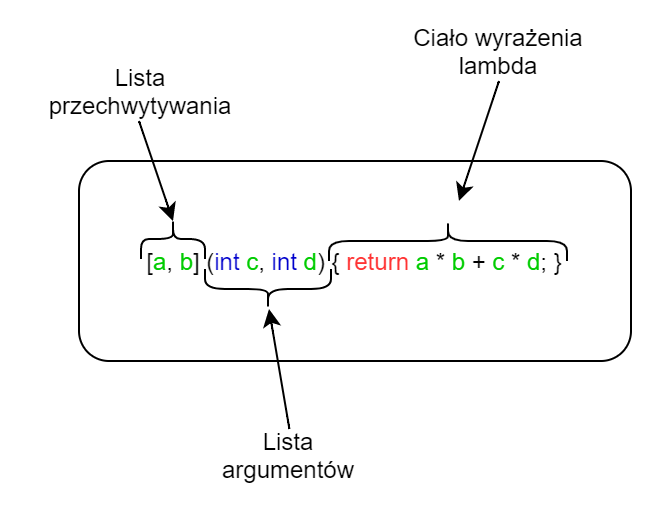 Ciało wyrażenia
lambda
Lista
przechwytywania
[a, b] (int c, int d) { return a * b + c * d; }
Lista
argumentów